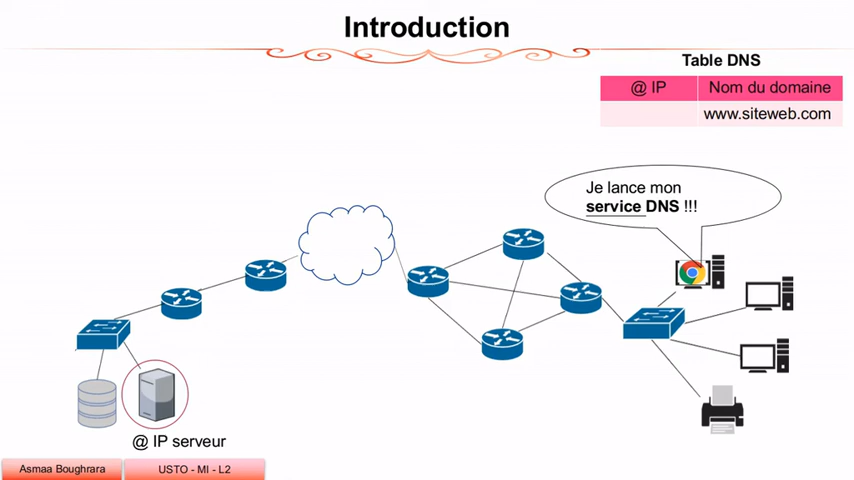 Introduction
Table DNS
@ IP Nom du domaine
www.siteweb.com
Je lance mon
service DNS !!!
@ IP serveur
Asmaa Boughrara USTO - MI - L2